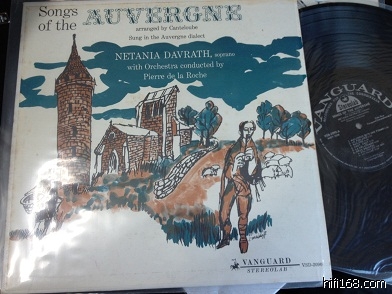 Songs of the AUVERGNE
arranged by Canteloube
Sung in the Auvergne dialect
NETANIA DAVRATH, soprano
with Orchestra conducted by
Pierre de la Roche
VANGUARD
STEREOLAB
VANGUARD
hifi168.com